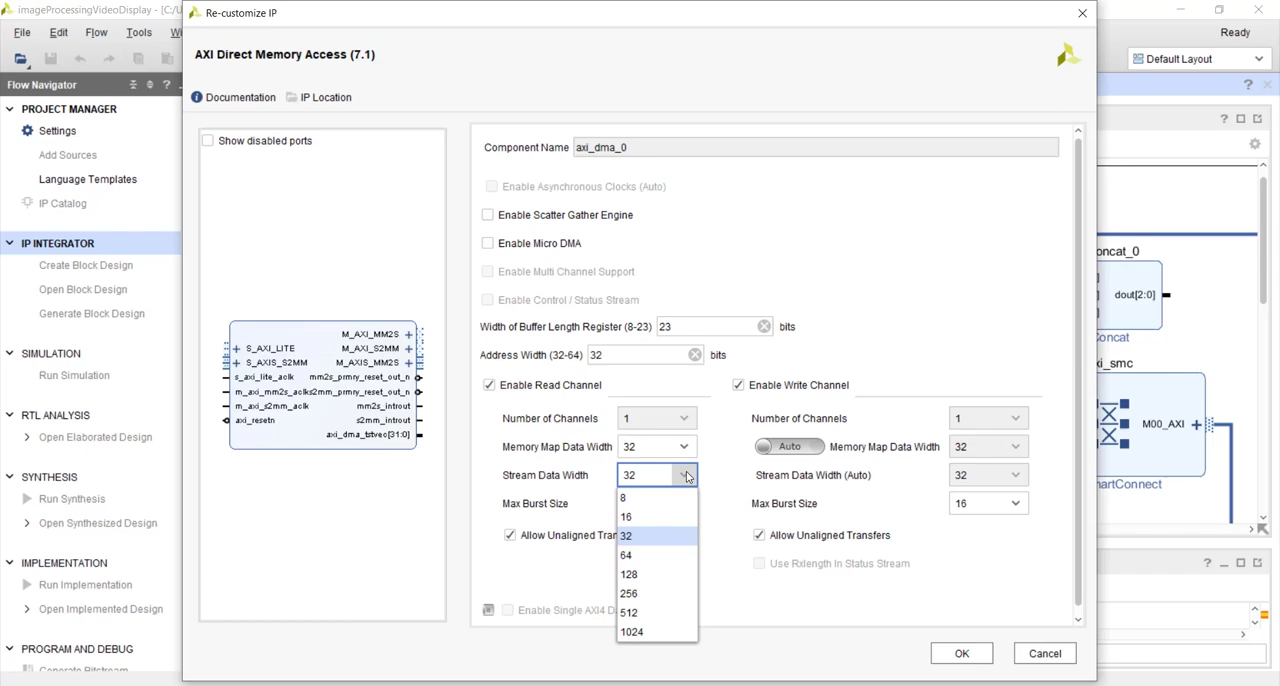 imageProcessingVideoDisplay - [C:/U
Re-customize IP
File Edit Flow Tools Wi
Ready
AXI Direct Memory Access (7.1)
Default Layout
Flow Navigator
?
?
Documentation IP Location
PROJECT MANAGER
Settings
Add Sources
Language Templates
IP Catalog
IP INTEGRATOR
Create Block Design
Open Block Design
Generate Block Design
SIMULATION
Run Simulation
RTL ANALYSIS
Open Elaborated Design
SYNTHESIS
Run Synthesis
Open Synthesized Design
IMPLEMENTATION
Run Implementation
Open Implemented Design
PROGRAM AND DEBUG
Generate Bitstream
Show disabled ports
M_AXI_MM2S
S_AXI_LITE M_AXI_S2MM
S_AXIS_S2MM M_AXIS_MM2S
s_axi_lite_aclk mm2s_prmry_reset_out_n
m_axi_mm2s_aclks2mm_prmry_reset_out_n
m_axi_s2mm_aclk mm2s_introut
axi_resetn s2mm_introut
axi_dma_tstvec[31:0]
Component Name axi_dma_0
Enable Asynchronous Clocks (Auto)
Enable Scatter Gather Engine
Enable Micro DMA
Enable Multi Channel Support
Enable Control / Status Stream
Width of Buffer Length Register (8-23) 23 bits
Address Width (32-64) 32 bits
Enable Read Channel Enable Write Channel
Number of Channels 1 Number of Channels 1
Memory Map Data Width 32 Auto Memory Map Data Width 32
Stream Data Width 32 Stream Data Width (Auto) 32
Max Burst Size Max Burst Size 16
Allow Unaligned Tran Allow Unaligned Transfers
Use Rxlength In Status Stream
Enable Single AXI4 D
8
16
32
64
128
256
512
1024
OK Cancel
?
oncat_0
dout[2:0]
Concat
xi_smc
M00_AXI
martConnect
?